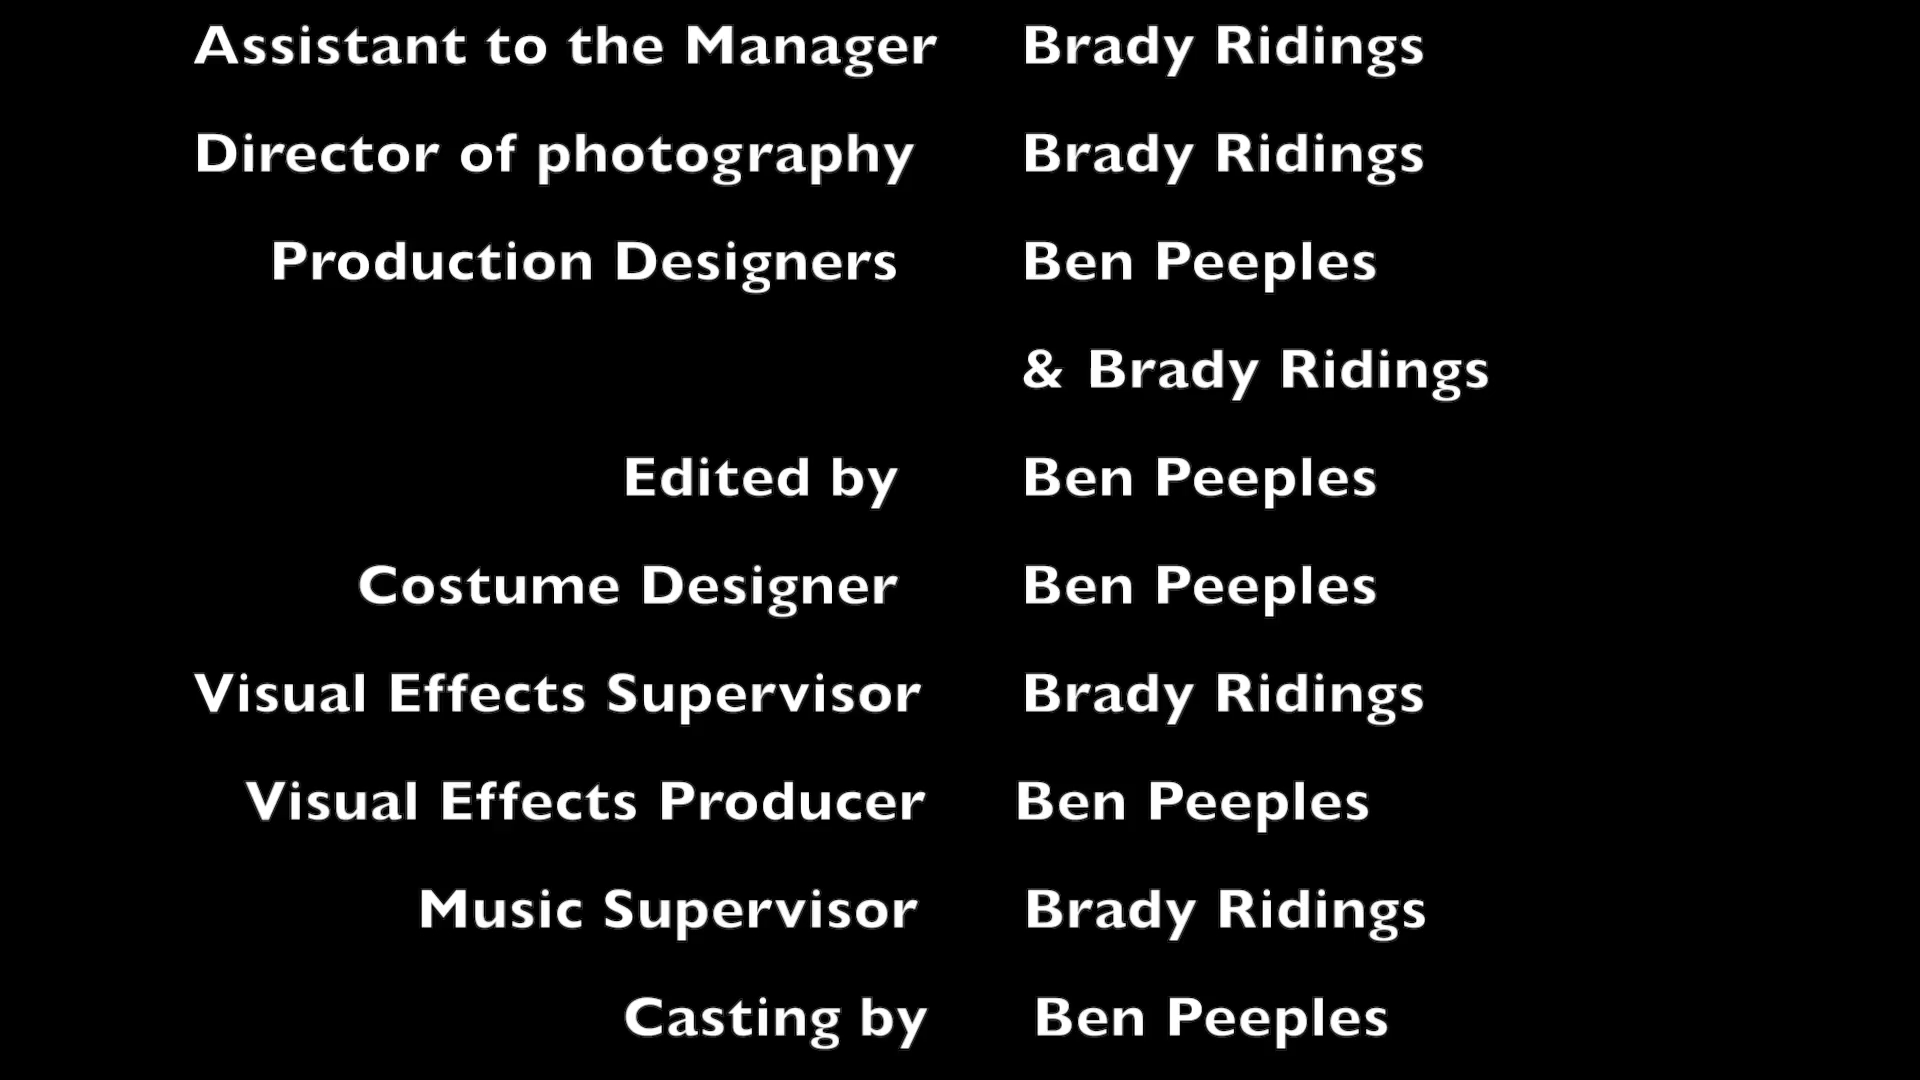 Assistant to the Manager Brady Ridings
Director of photography Brady Ridings
Production Designers Ben Peeples
& Brady Ridings
Edited by Ben Peeples
Costume Designer Ben Peeples
Visual Effects Supervisor Brady Ridings
Visual Effects Producer Ben Peeples
Music Supervisor Brady Ridings
Casting by Ben Peeples